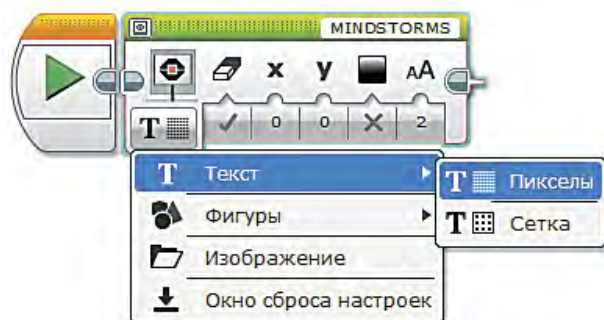 MINDSTORMS
x y AA
T 0 0 2
T Текст
T Пикселы
Фигуры
T Сетка
Изображение
Окно сброса настроек